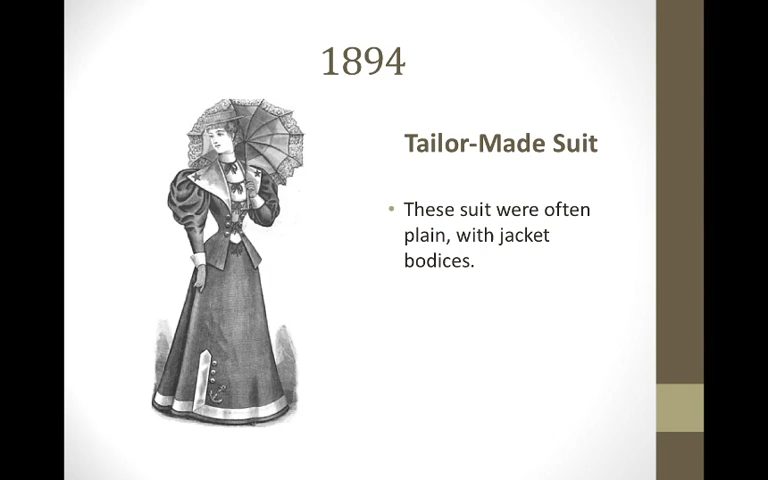 1894
Tailor-Made Suit
• These suit were often
plain, with jacket
bodices.